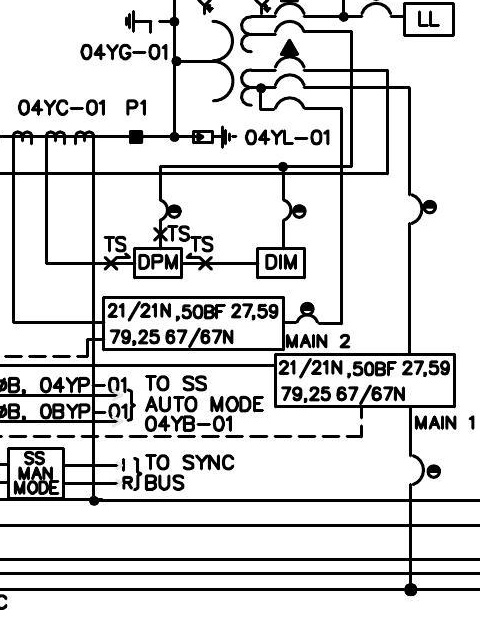 LL
04YG-01
04YC-01 P1
04YL-01
TS
TS
TS
DPM
DIM
21/21N,50BF 27,59
79,25 67/67N
MAIN 2
21/21N,50BF 27,59
79,25 67/67N
MAIN 1
ØB, 04YP-01
ØB, 0BYP-01
TO SS
AUTO MODE
04YB-01
SS
MAN
MODE
I
R
TO SYNC
BUS
C